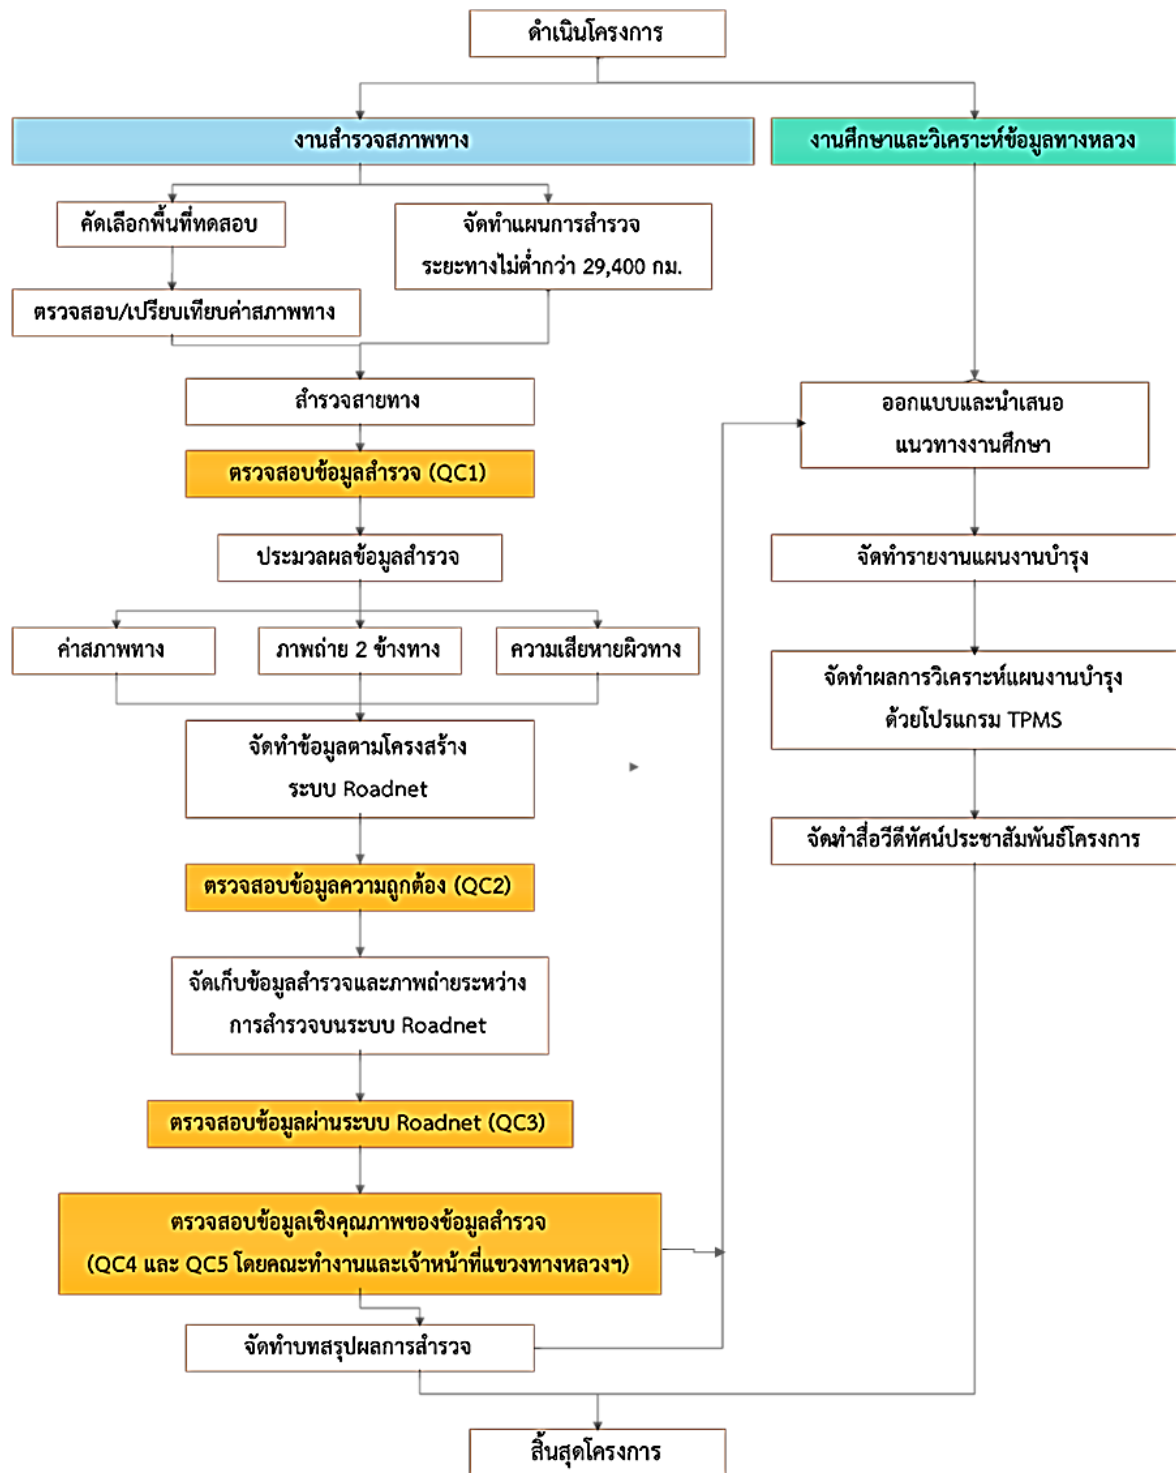 ดำเนินโครงการ
งานสำรวจสภาพทาง
งานศึกษาและวิเคราะห์ข้อมูลทางหลวง
คัดเลือกพื้นที่ทดสอบ
จัดทำแผนการสำรวจ
ระยะทางไม่ต่ำกว่า 29,400 กม.
ตรวจสอบ/เปรียบเทียบค่าสภาพทาง
สำรวจสายทาง
ออกแบบและนำเสนอ
แนวทางงานศึกษา
ตรวจสอบข้อมูลสำรวจ (QC1)
ประมวลผลข้อมูลสำรวจ
จัดทำรายงานแผนงานบำรุง
ค่าสภาพทาง
ภาพถ่าย 2 ข้างทาง
ความเสียหายผิวทาง
จัดทำผลการวิเคราะห์แผนงานบำรุง
ด้วยโปรแกรม TPMS
จัดทำข้อมูลตามโครงสร้าง
ระบบ Roadnet
จัดทำสื่อวีดีทัศน์ประชาสัมพันธ์โครงการ
ตรวจสอบข้อมูลความถูกต้อง (QC2)
จัดเก็บข้อมูลสำรวจและภาพถ่ายระหว่าง
การสำรวจบนระบบ Roadnet
ตรวจสอบข้อมูลผ่านระบบ Roadnet (QC3)
ตรวจสอบข้อมูลเชิงคุณภาพของข้อมูลสำรวจ
(QC4 และ QC5 โดยคณะทำงานและเจ้าหน้าที่แขวงทางหลวงฯ)
จัดทำบทสรุปผลการสำรวจ
สิ้นสุดโครงการ